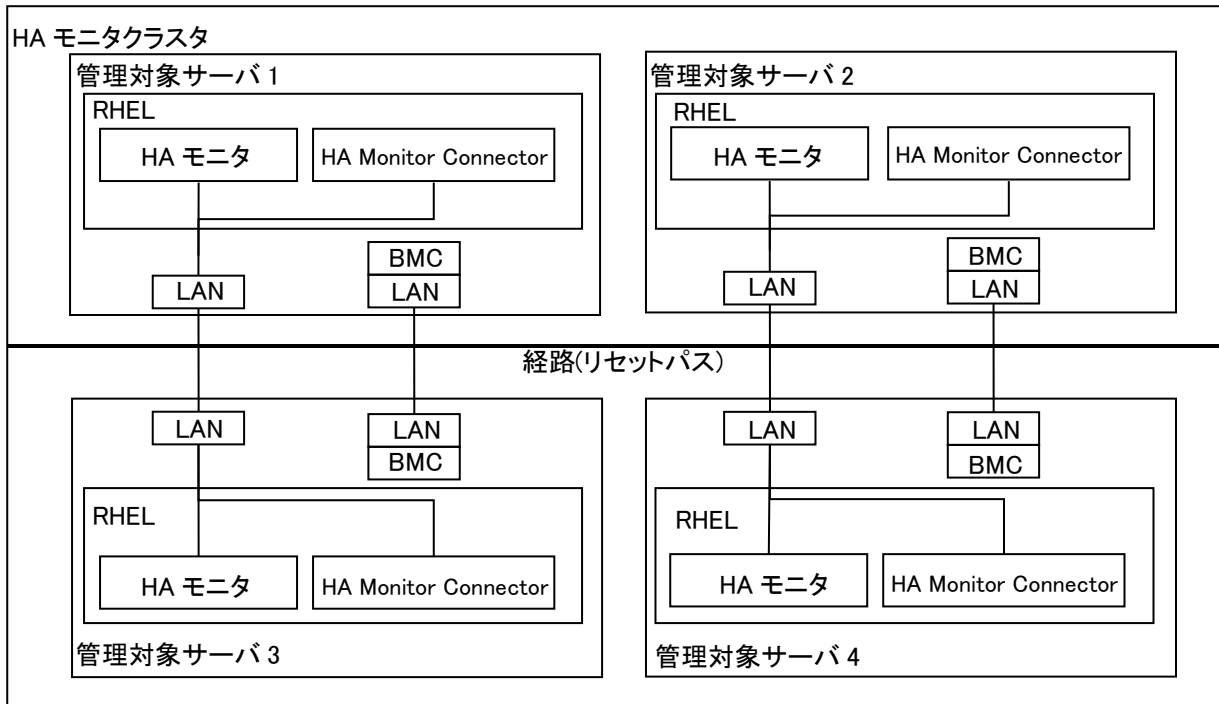 HA モニタクラスタ
管理対象サーバ 1
RHEL
HA モニタ
HA Monitor Connector
BMC
LAN
LAN
管理対象サーバ 2
RHEL
HA モニタ
HA Monitor Connector
BMC
LAN
LAN
経路(リセットパス)
LAN
LAN
BMC
RHEL
HA モニタ
HA Monitor Connector
管理対象サーバ 3
LAN
LAN
BMC
RHEL
HA モニタ
HA Monitor Connector
管理対象サーバ 4